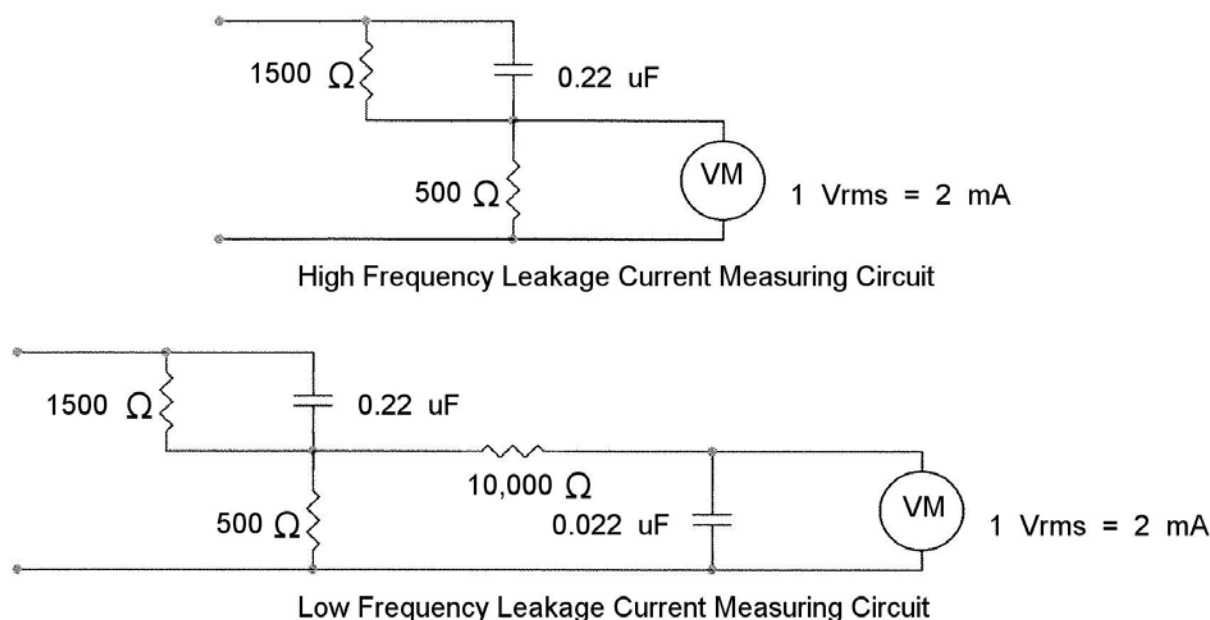 1500 Ω
0.22 uF
500 Ω
VM
1 Vrms = 2 mA
High Frequency Leakage Current Measuring Circuit
1500 Ω
0.22 uF
10,000 Ω
500 Ω
0.022 uF
VM
1 Vrms = 2 mA
Low Frequency Leakage Current Measuring Circuit